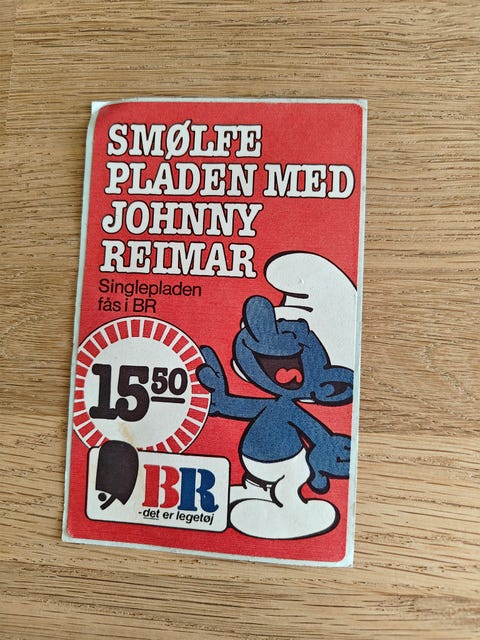 SMØLFE
PLADEN MED
JOHNNY
REIMAR
Singlepladen
fås i BR
15 50
BR
-det er legetøj